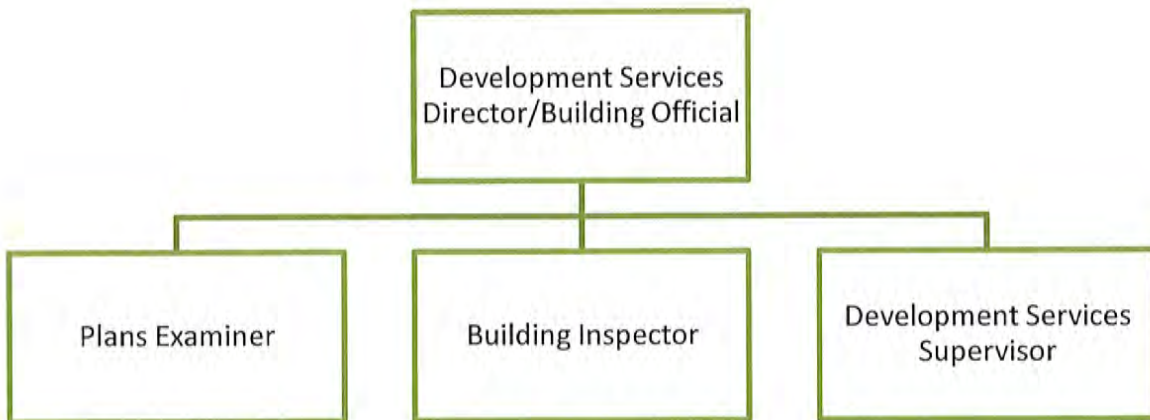 Development Services
Director/Building Official
Plans Examiner
Building Inspector
Development Services
Supervisor